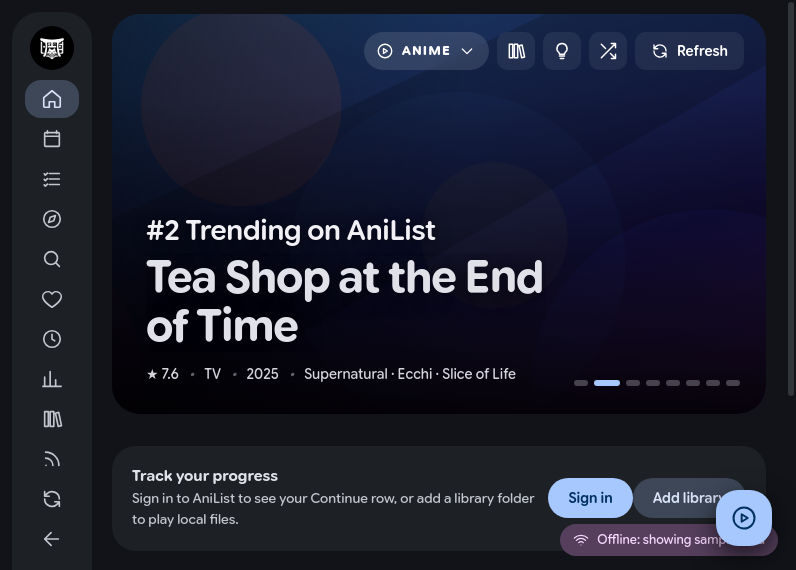 ANIME
Refresh
#2 Trending on AniList
Tea Shop at the End
of Time
★ 7.6 • TV • 2025 • Supernatural · Ecchi · Slice of Life
Track your progress
Sign in to AniList to see your Continue row, or add a library folder
to play local files.
Sign in
Add library
Offline: showing